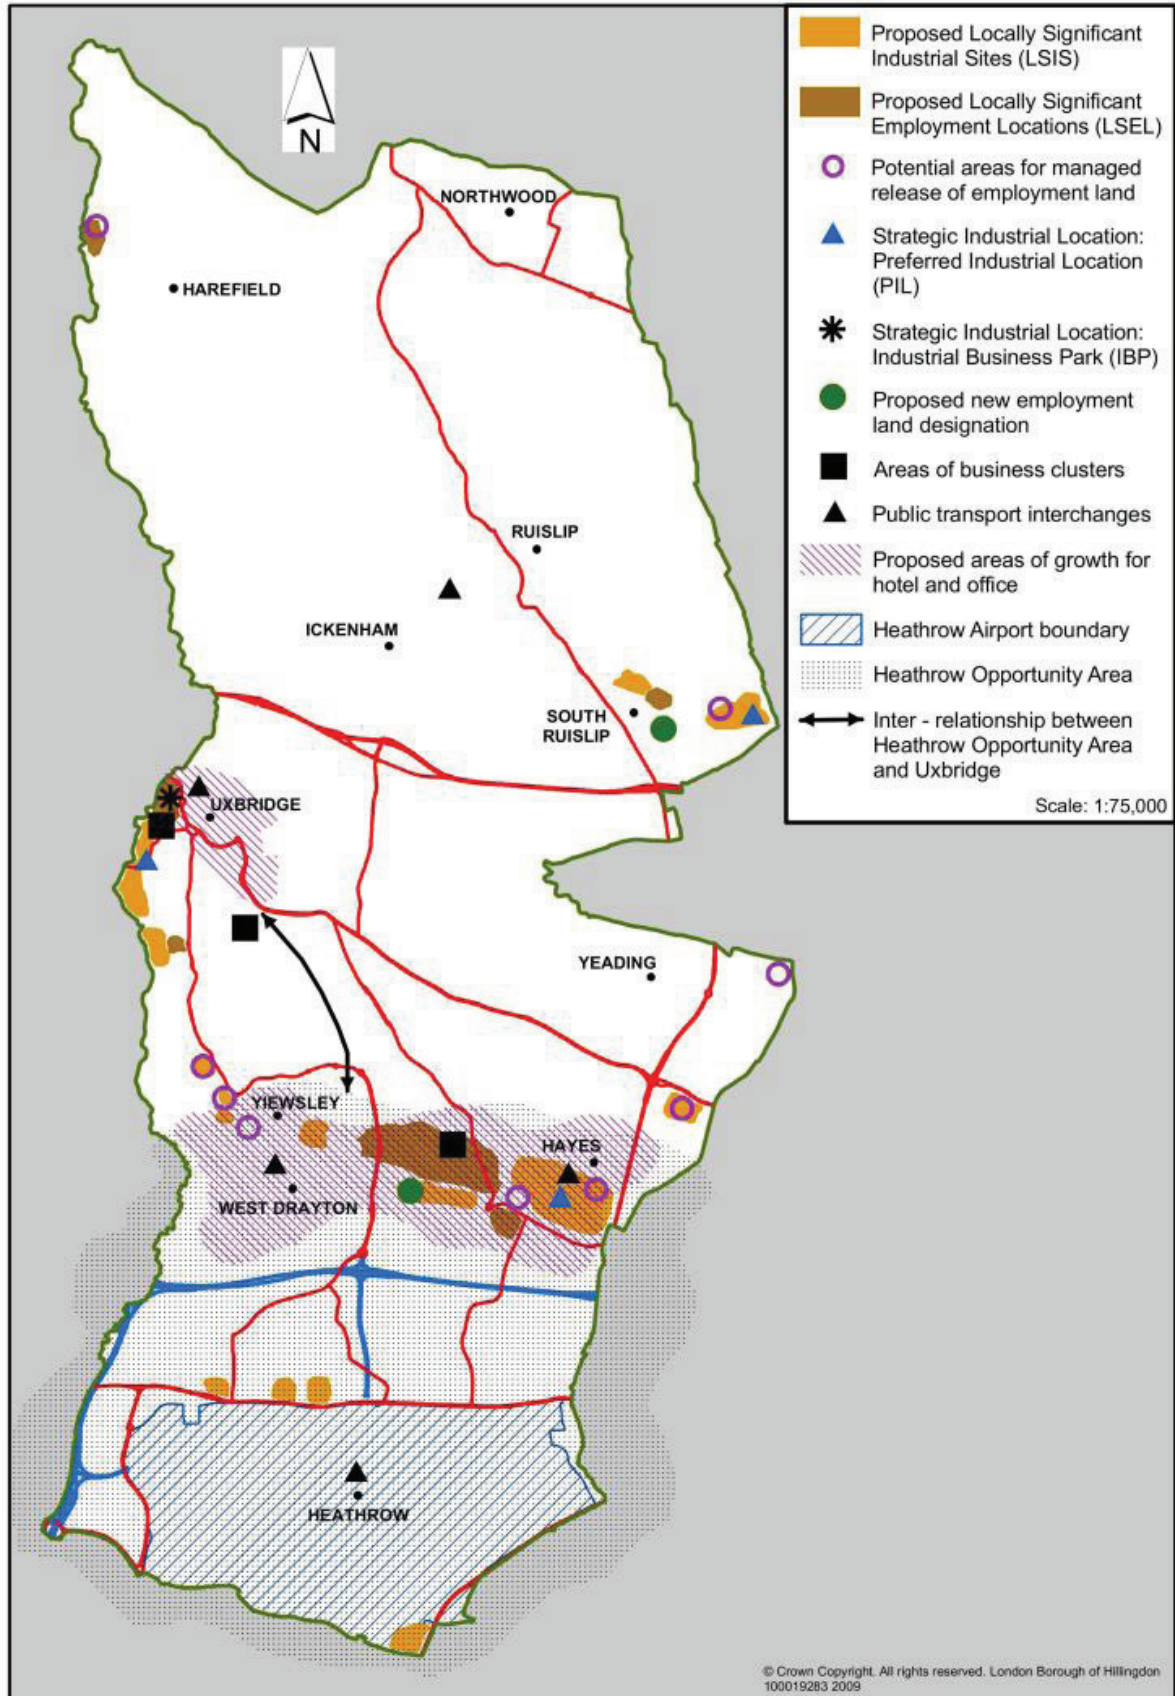 Proposed Locally Significant
Industrial Sites (LSIS)
Proposed Locally Significant
Employment Locations (LSEL)
Potential areas for managed
release of employment land
Strategic Industrial Location:
Preferred Industrial Location
(PIL)
Strategic Industrial Location:
Industrial Business Park (IBP)
Proposed new employment
land designation
Areas of business clusters
Public transport interchanges
Proposed areas of growth for
hotel and office
Heathrow Airport boundary
Heathrow Opportunity Area
Inter - relationship between
Heathrow Opportunity Area
and Uxbridge
Scale: 1:75,000
N
NORTHWOOD
HAREFIELD
RUISLIP
ICKENHAM
SOUTH
RUISLIP
UXBRIDGE
YEADING
YIEWSLEY
HAYES
WEST DRAYTON
HEATHROW
© Crown Copyright. All rights reserved. London Borough of Hillingdon
100019283 2009